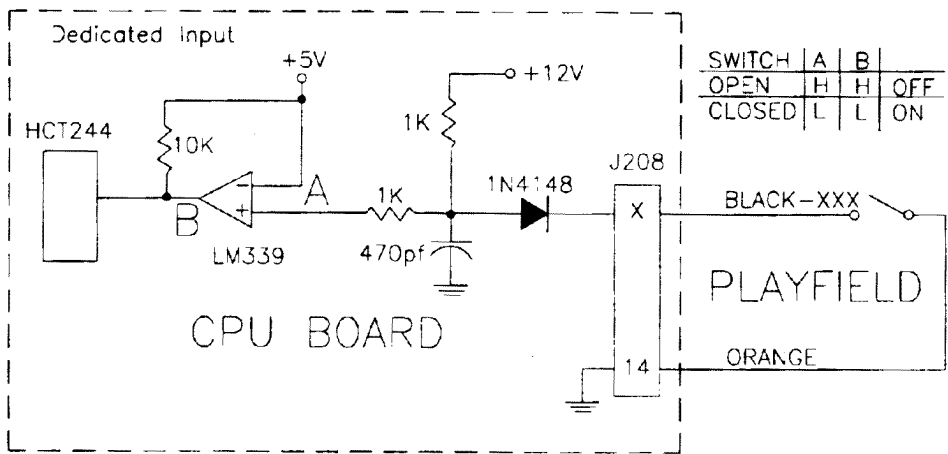 Dedicated Input
+5V
+12V
SWITCH A B
OPEN H H OFF
CLOSED L L ON
HCT244
10K
1K
J208
1N4148
A
1K
X
BLACK-XXX
B
-
+
LM339
470pf
PLAYFIELD
CPU BOARD
14
ORANGE